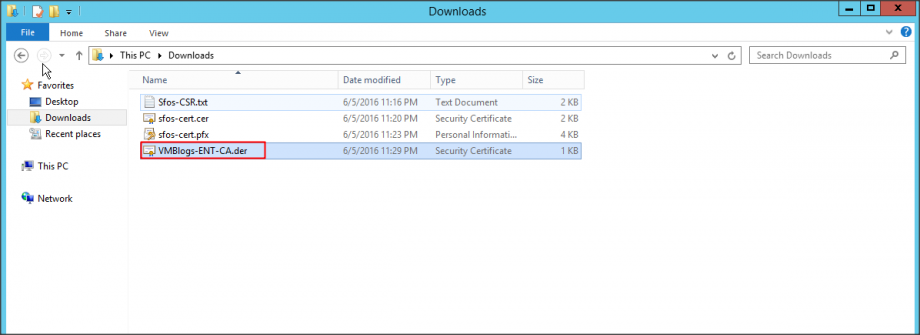 Downloads
File Home Share View
This PC Downloads Search Downloads
Favorites
Desktop
Downloads
Recent places
This PC
Network
Name Date modified Type Size
Sfos-CSR.txt 6/5/2016 11:16 PM Text Document 2 KB
sfos-cert.cer 6/5/2016 11:20 PM Security Certificate 2 KB
sfos-cert.pfx 6/5/2016 11:23 PM Personal Informati... 4 KB
VMBlogs-ENT-CA.der 6/5/2016 11:29 PM Security Certificate 1 KB